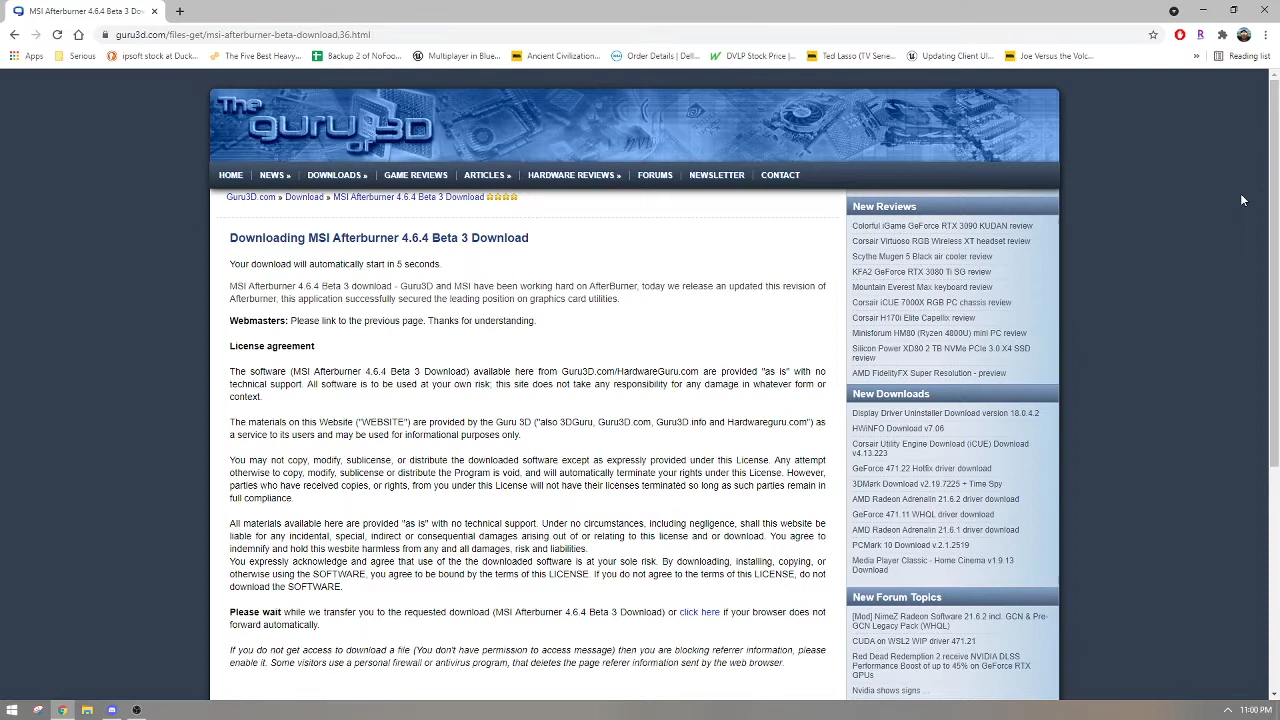 MSI Afterburner 4.6.4 Beta 3 Dow
guru3d.com/files-get/msi-afterburner-beta-download,36.html
Apps
Serious
ipsoft stock at Duck...
The Five Best Heavy...
Backup 2 of NoFoo...
Multiplayer in Blue...
Ancient Civilization...
Order Details | Dell...
DVLP Stock Price |...
Ted Lasso (TV Serie...
Updating Client UI...
Joe Versus the Volc...
»
Reading list
The guru of 3D
HOME
NEWS »
DOWNLOADS »
GAME REVIEWS
ARTICLES »
HARDWARE REVIEWS »
FORUMS
NEWSLETTER
CONTACT
Guru3D.com » Download » MSI Afterburner 4.6.4 Beta 3 Download
Downloading MSI Afterburner 4.6.4 Beta 3 Download
Your download will automatically start in 5 seconds.
MSI Afterburner 4.6.4 Beta 3 download - Guru3D and MSI have been working hard on AfterBurner, today we release an updated this revision of
Afterburner, this application successfully secured the leading position on graphics card utilities.
Webmasters: Please link to the previous page. Thanks for understanding.
License agreement
The software (MSI Afterburner 4.6.4 Beta 3 Download) available here from Guru3D.com/HardwareGuru.com are provided "as is" with no
technical support. All software is to be used at your own risk; this site does not take any responsibility for any damage in whatever form or
context.
The materials on this Website ("WEBSITE") are provided by the Guru 3D ("also 3DGuru, Guru3D.com, Guru3D info and Hardwareguru.com") as
a service to its users and may be used for informational purposes only.
You may not copy, modify, sublicense, or distribute the downloaded software except as expressly provided under this License. Any attempt
otherwise to copy, modify, sublicense or distribute the Program is void, and will automatically terminate your rights under this License. However,
parties who have received copies, or rights, from you under this License will not have their licenses terminated so long as such parties remain in
full compliance.
All materials available here are provided "as is" with no technical support. Under no circumstances, including negligence, shall this website be
liable for any incidental, special, indirect or consequential damages arising out of or relating to this license and or download. You agree to
indemnify and hold this wesbite harmless from any and all damages, risk and liabilities.
You expressly acknowledge and agree that use of the the downloaded software is at your sole risk. By downloading, installing, copying, or
otherwise using the SOFTWARE, you agree to be bound by the terms of this LICENSE. If you do not agree to the terms of this LICENSE, do not
download the SOFTWARE.
Please wait while we transfer you to the requested download (MSI Afterburner 4.6.4 Beta 3 Download) or click here if your browser does not
forward automatically.
If you do not get access to download a file (You don't have permission to access message) then you are blocking referrer information, please
enable it. Some visitors use a personal firewall or antivirus program, that deletes the page referer information sent by the web browser.
New Reviews
Colorful iGame GeForce RTX 3090 KUDAN review
Corsair Virtuoso RGB Wireless XT headset review
Scythe Mugen 5 Black air cooler review
KFA2 GeForce RTX 3080 Ti SG review
Mountain Everest Max keyboard review
Corsair iCUE 7000X RGB PC chassis review
Corsair H170i Elite Capellix review
Minisforum HM80 (Ryzen 4800U) mini PC review
Silicon Power XD80 2 TB NVMe PCIe 3.0 X4 SSD
review
AMD FidelityFX Super Resolution - preview
New Downloads
Display Driver Uninstaller Download version 18.0.4.2
HWiNFO Download v7.06
Corsair Utility Engine Download (iCUE) Download
v4.13.223
GeForce 471.22 Hotfix driver download
3DMark Download v2.19.7225 + Time Spy
AMD Radeon Adrenalin 21.6.2 driver download
GeForce 471.11 WHQL driver download
AMD Radeon Adrenalin 21.6.1 driver download
PCMark 10 Download v.2.1.2519
Media Player Classic - Home Cinema v1.9.13
Download
New Forum Topics
[Mod] NimeZ Radeon Software 21.6.2 incl. GCN & Pre-
GCN Legacy Pack (WHQL)
CUDA on WSL2 WIP driver 471.21
Red Dead Redemption 2 receive NVIDIA DLSS
Performance Boost of up to 45% on GeForce RTX
GPUs
Nvidia shows signs ...
11:00 PM